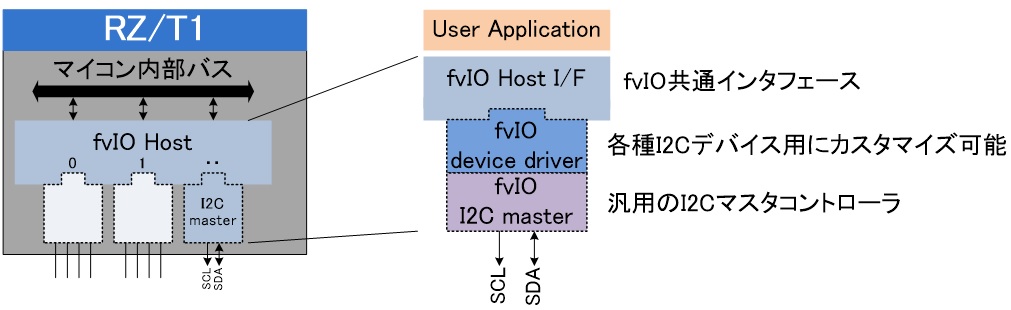 RZ/T1
マイコン内部バス
fvIO Host
0
1
..
I2C
master
SCL
SDA
User Application
fvIO Host I/F
fvIO共通インタフェース
fvIO
device driver
各種I2Cデバイス用にカスタマイズ可能
fvIO
I2C master
汎用のI2Cマスタコントローラ
SCL
SDA